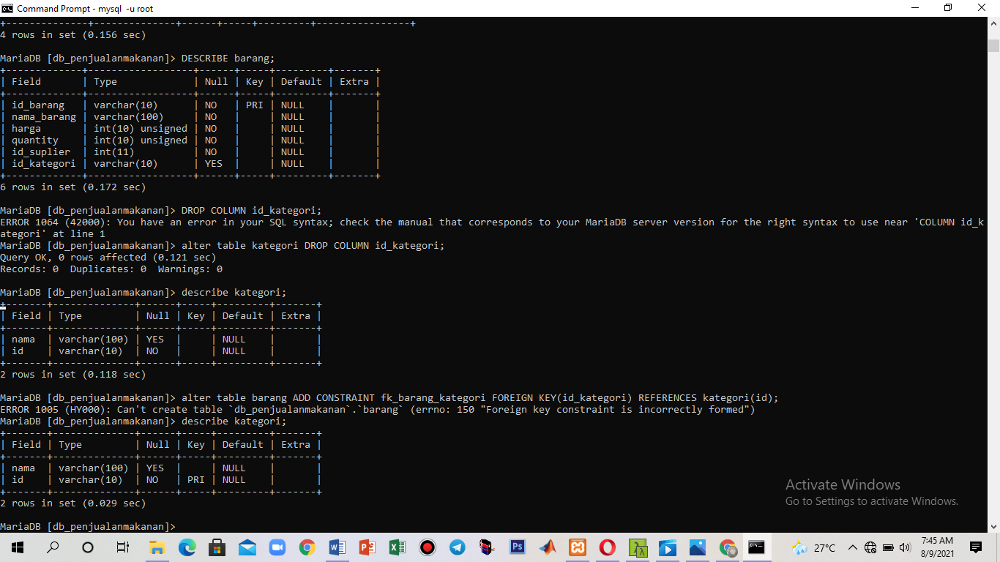 Command Prompt - mysql  -u root
+--------------+--------------+------+-----+---------+----------------+
4 rows in set (0.156 sec)
MariaDB [db_penjualanmakanan]> DESCRIBE barang;
+-------------+------------------+------+-----+---------+-------+
| Field       | Type             | Null | Key | Default | Extra |
+-------------+------------------+------+-----+---------+-------+
| id_barang   | varchar(10)      | NO   | PRI | NULL    |       |
| nama_barang | varchar(100)     | NO   |     | NULL    |       |
| harga       | int(10) unsigned | NO   |     | NULL    |       |
| quantity    | int(10) unsigned | NO   |     | NULL    |       |
| id_suplier  | int(11)          | NO   |     | NULL    |       |
| id_kategori | varchar(10)      | YES  |     | NULL    |       |
+-------------+------------------+------+-----+---------+-------+
6 rows in set (0.172 sec)
MariaDB [db_penjualanmakanan]> DROP COLUMN id_kategori;
ERROR 1064 (42000): You have an error in your SQL syntax; check the manual that corresponds to your MariaDB server version for the right syntax to use near 'COLUMN id_k
ategori' at line 1
MariaDB [db_penjualanmakanan]> alter table kategori DROP COLUMN id_kategori;
Query OK, 0 rows affected (0.121 sec)
Records: 0  Duplicates: 0  Warnings: 0
MariaDB [db_penjualanmakanan]> describe kategori;
+-------+--------------+------+-----+---------+-------+
| Field | Type         | Null | Key | Default | Extra |
+-------+--------------+------+-----+---------+-------+
| nama  | varchar(100) | YES  |     | NULL    |       |
| id    | varchar(10)  | NO   |     | NULL    |       |
+-------+--------------+------+-----+---------+-------+
2 rows in set (0.118 sec)
MariaDB [db_penjualanmakanan]> alter table barang ADD CONSTRAINT fk_barang_kategori FOREIGN KEY(id_kategori) REFERENCES kategori(id);
ERROR 1005 (HY000): Can't create table `db_penjualanmakanan`.`barang` (errno: 150 "Foreign key constraint is incorrectly formed")
MariaDB [db_penjualanmakanan]> describe kategori;
+-------+--------------+------+-----+---------+-------+
| Field | Type         | Null | Key | Default | Extra |
+-------+--------------+------+-----+---------+-------+
| nama  | varchar(100) | YES  |     | NULL    |       |
| id    | varchar(10)  | NO   | PRI | NULL    |       |
+-------+--------------+------+-----+---------+-------+
2 rows in set (0.029 sec)
MariaDB [db_penjualanmakanan]>
Activate Windows
Go to Settings to activate Windows.
27°C
7:45 AM
8/9/2021